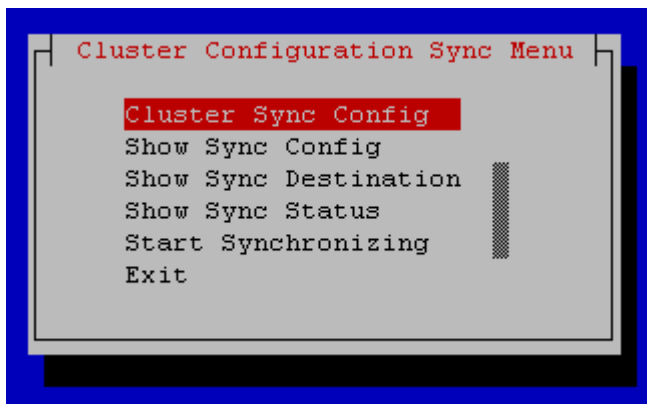 Cluster Configuration Sync Menu
Cluster Sync Config
Show Sync Config
Show Sync Destination
Show Sync Status
Start Synchronizing
Exit